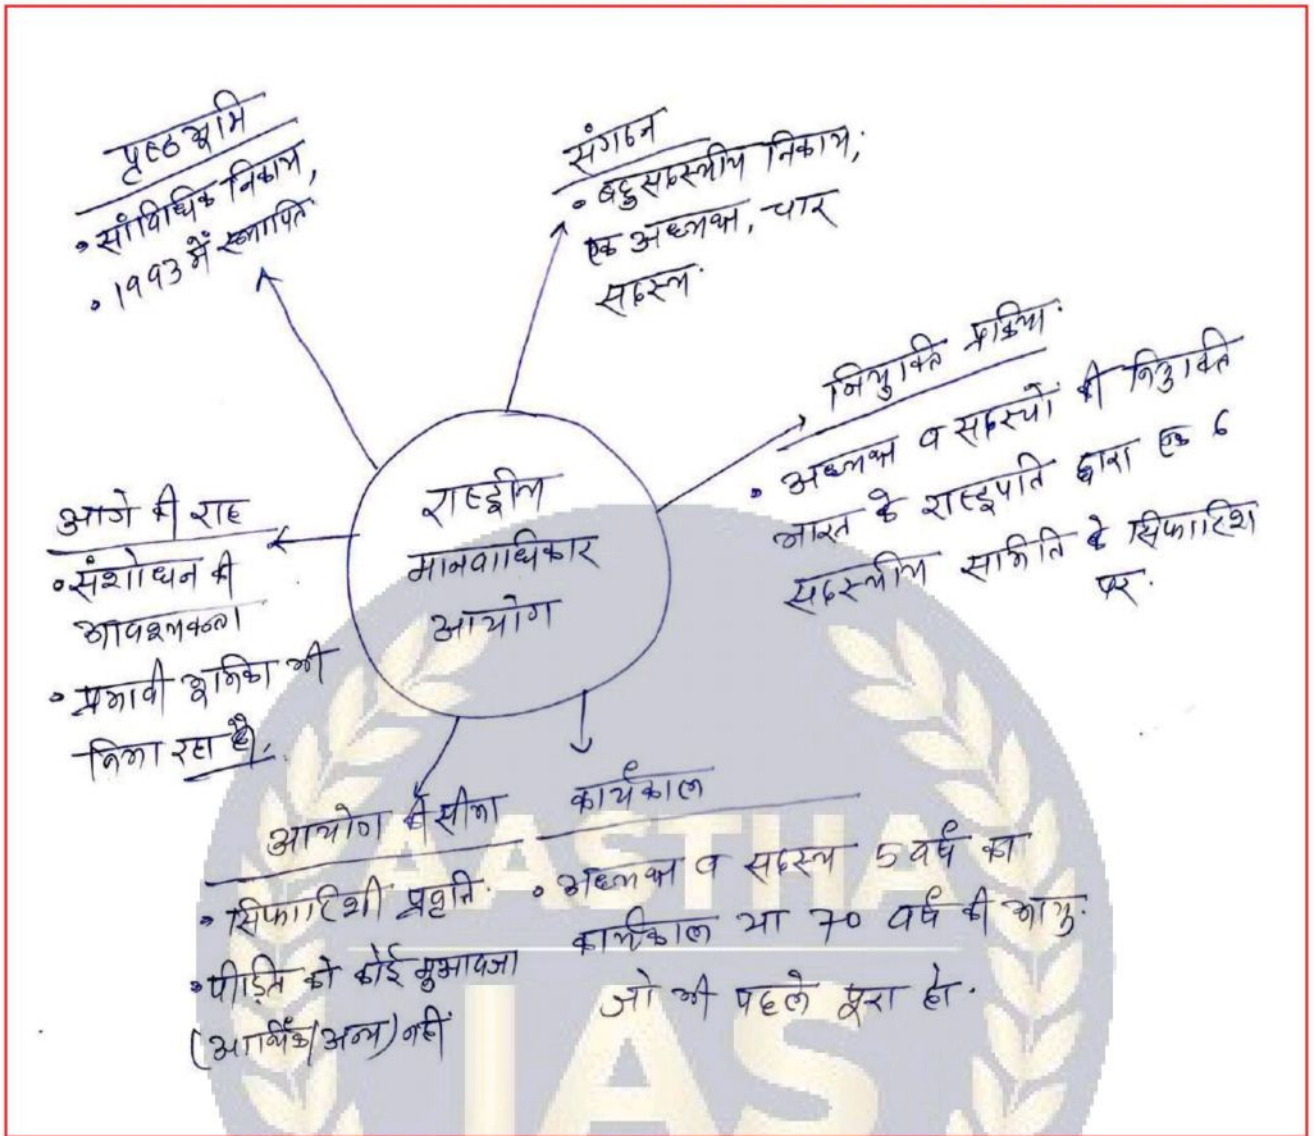 पृष्ठभूमि
• सांविधिक निकाय,
• 1993 में स्थापित.
संगठन
• बहुसदस्यीय निकाय,
एक अध्यक्ष, चार
सदस्य.
नियुक्ति प्रक्रिया.
• अध्यक्ष व सदस्यों की नियुक्ति
भारत के राष्ट्रपति द्वारा एक 6
सदस्यीय समिति के सिफारिश
पर.
राष्ट्रीय
मानवाधिकार
आयोग
आगे की राह
• संशोधन की
आवश्यकता
• प्रभावी भूमिका भी
निभा रहा है.
आयोग की सीमा
• सिफारिशी प्रवृत्ति.
• पीड़ित को कोई मुआवजा
(आर्थिक/अन्य) नहीं
कार्यकाल
• अध्यक्ष व सदस्य 5 वर्ष का
कार्यकाल या 70 वर्ष की आयु.
जो भी पहले पूरा हो.
AASTHA
IAS